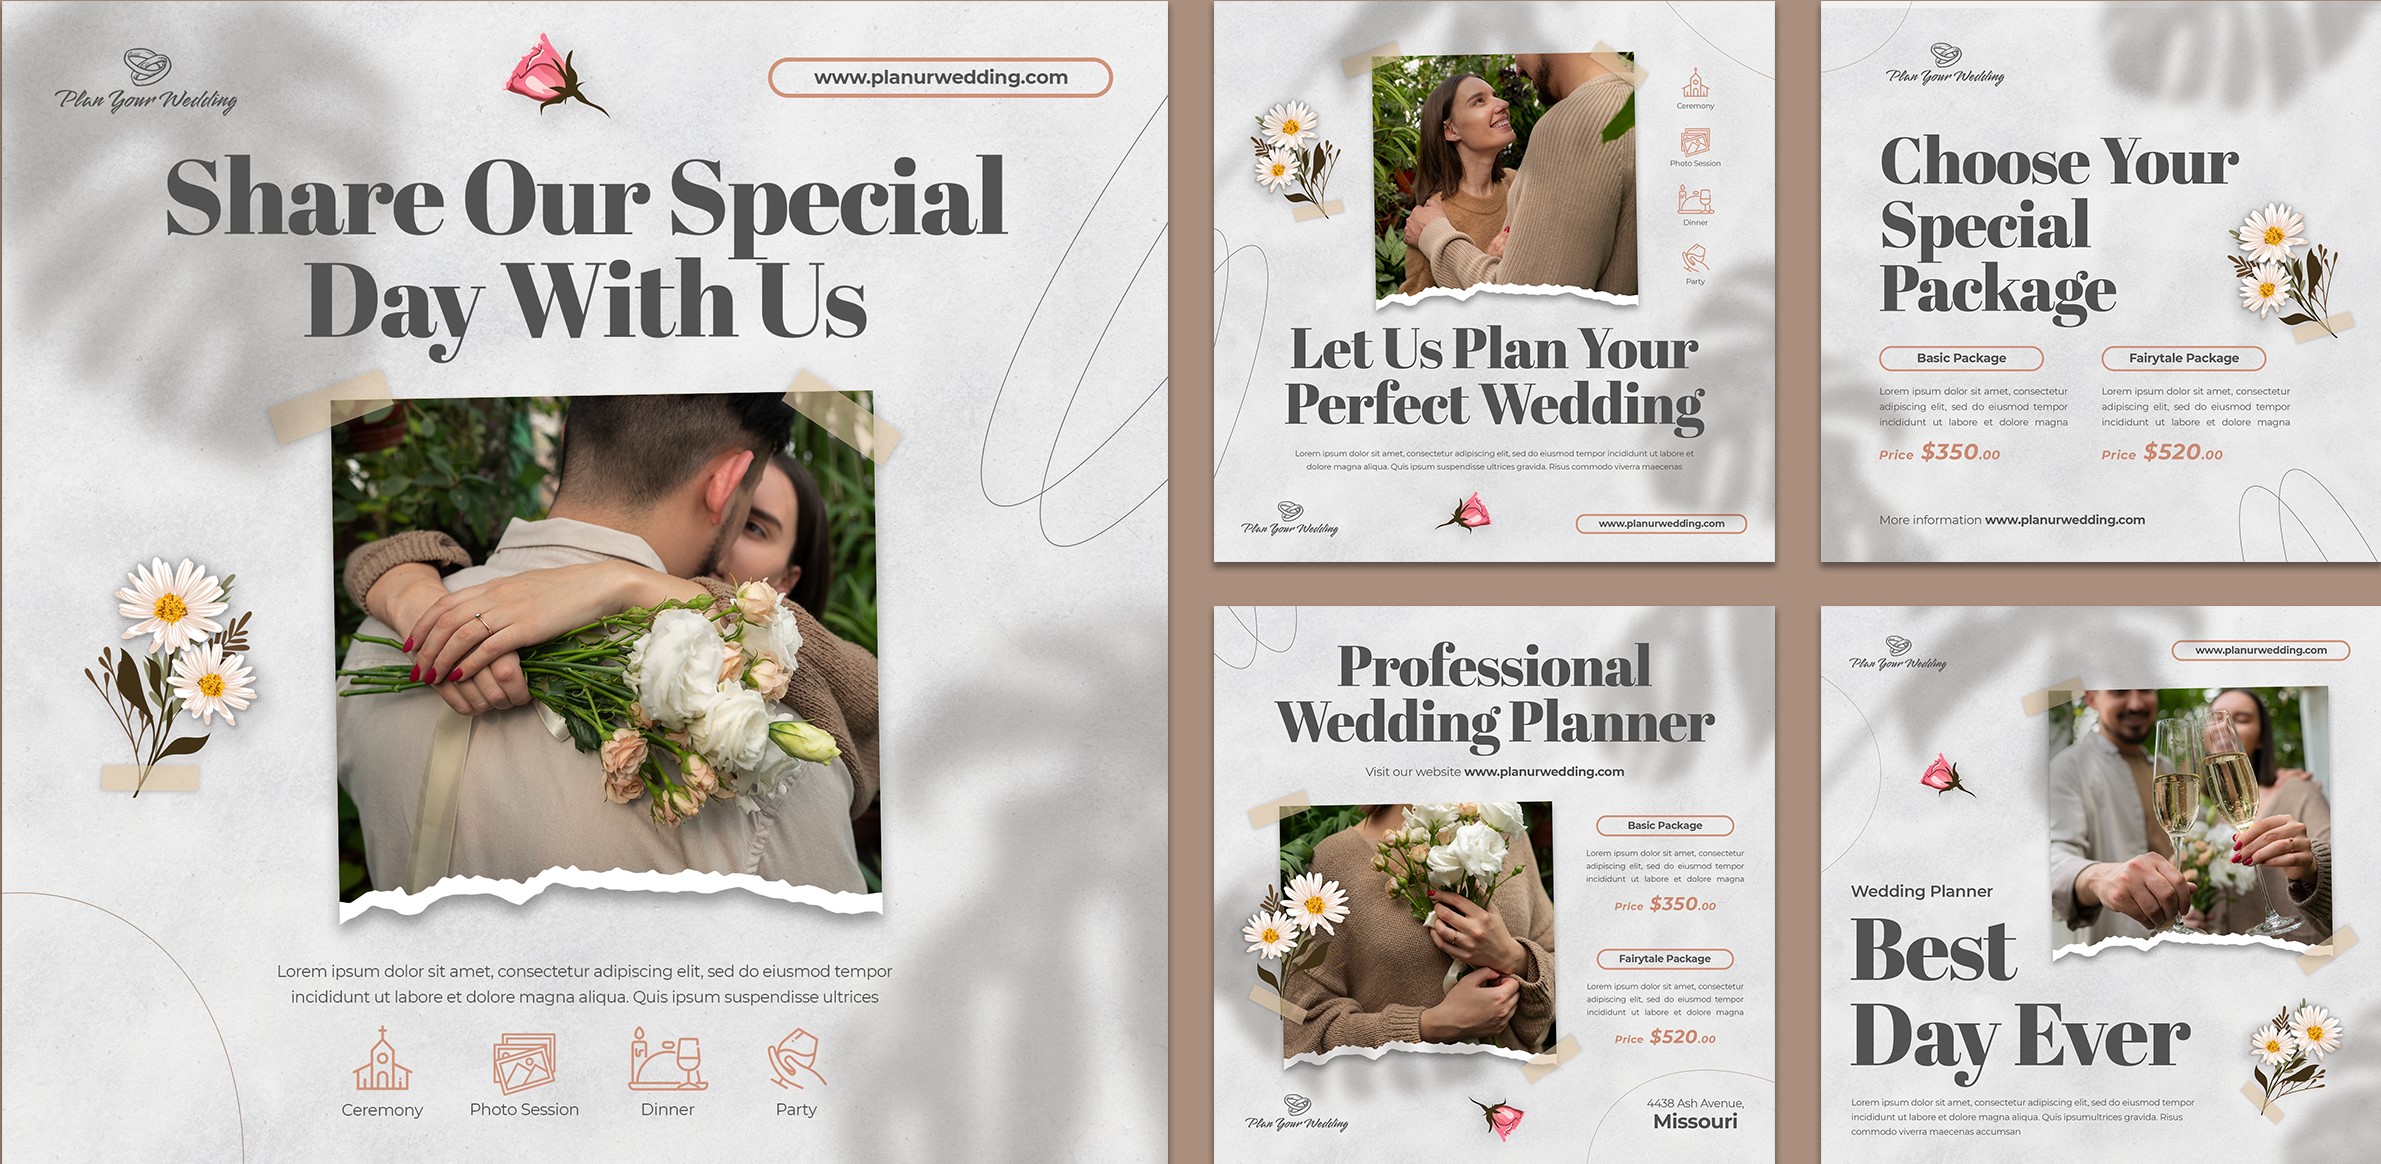 Plan Your Wedding
www.planurwedding.com
Share Our Special
Day With Us
Lorem ipsum dolor sit amet, consectetur adipiscing elit, sed do eiusmod tempor
incididunt ut labore et dolore magna aliqua. Quis ipsum suspendisse ultrices
Ceremony
Photo Session
Dinner
Party
Ceremony
Photo Session
Dinner
Party
Let Us Plan Your
Perfect Wedding
Lorem ipsum dolor sit amet, consectetur adipiscing elit, sed do eiusmod tempor incididunt ut labore et
dolore magna aliqua. Quis ipsum suspendisse ultrices gravida. Risus commodo viverra maecenas
Plan Your Wedding
www.planurwedding.com
Plan Your Wedding
Choose Your
Special
Package
Basic Package
Lorem ipsum dolor sit amet, consectetur
adipiscing elit, sed do eiusmod tempor
incididunt ut labore et dolore magna
Price $350.00
Fairytale Package
Lorem ipsum dolor sit amet, consectetur
adipiscing elit, sed do eiusmod tempor
incididunt ut labore et dolore magna
Price $520.00
More information www.planurwedding.com
Professional
Wedding Planner
Visit our website www.planurwedding.com
Basic Package
Lorem ipsum dolor sit amet, consectetur
adipiscing elit, sed do eiusmod tempor
incididunt ut labore et dolore magna
Price $350.00
Fairytale Package
Lorem ipsum dolor sit amet, consectetur
adipiscing elit, sed do eiusmod tempor
incididunt ut labore et dolore magna
Price $520.00
Plan Your Wedding
4438 Ash Avenue,
Missouri
Plan Your Wedding
www.planurwedding.com
Wedding Planner
Best
Day Ever
Lorem ipsum dolor sit amet, consectetur adipiscing elit, sed do eiusmod tempor
incididunt ut labore et dolore magna aliqua. Quis ipsumultrices gravida. Risus
commodo viverra maecenas accumsan